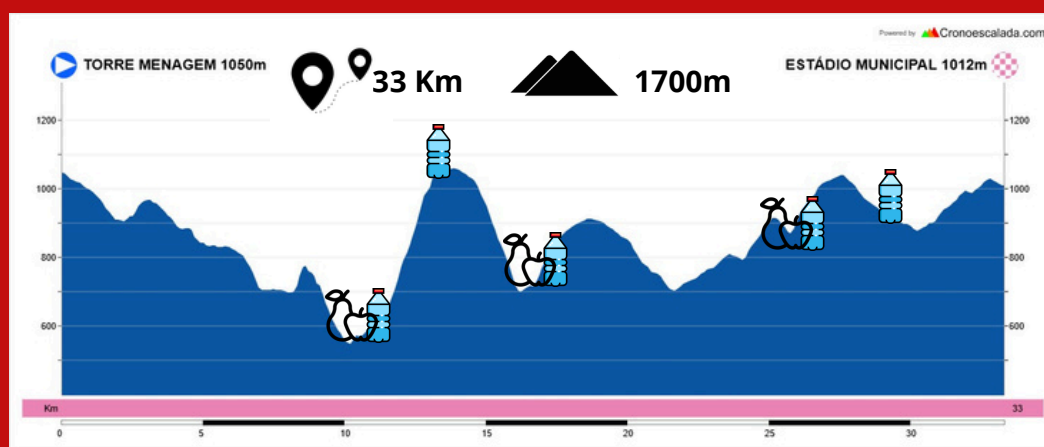 Powered by Cronoescalada.com
TORRE MENAGEM 1050m
33 Km
1700m
ESTÁDIO MUNICIPAL 1012m
1200 1200
1000 1000
800 800
600 600
Km 33
0 5 10 15 20 25 30